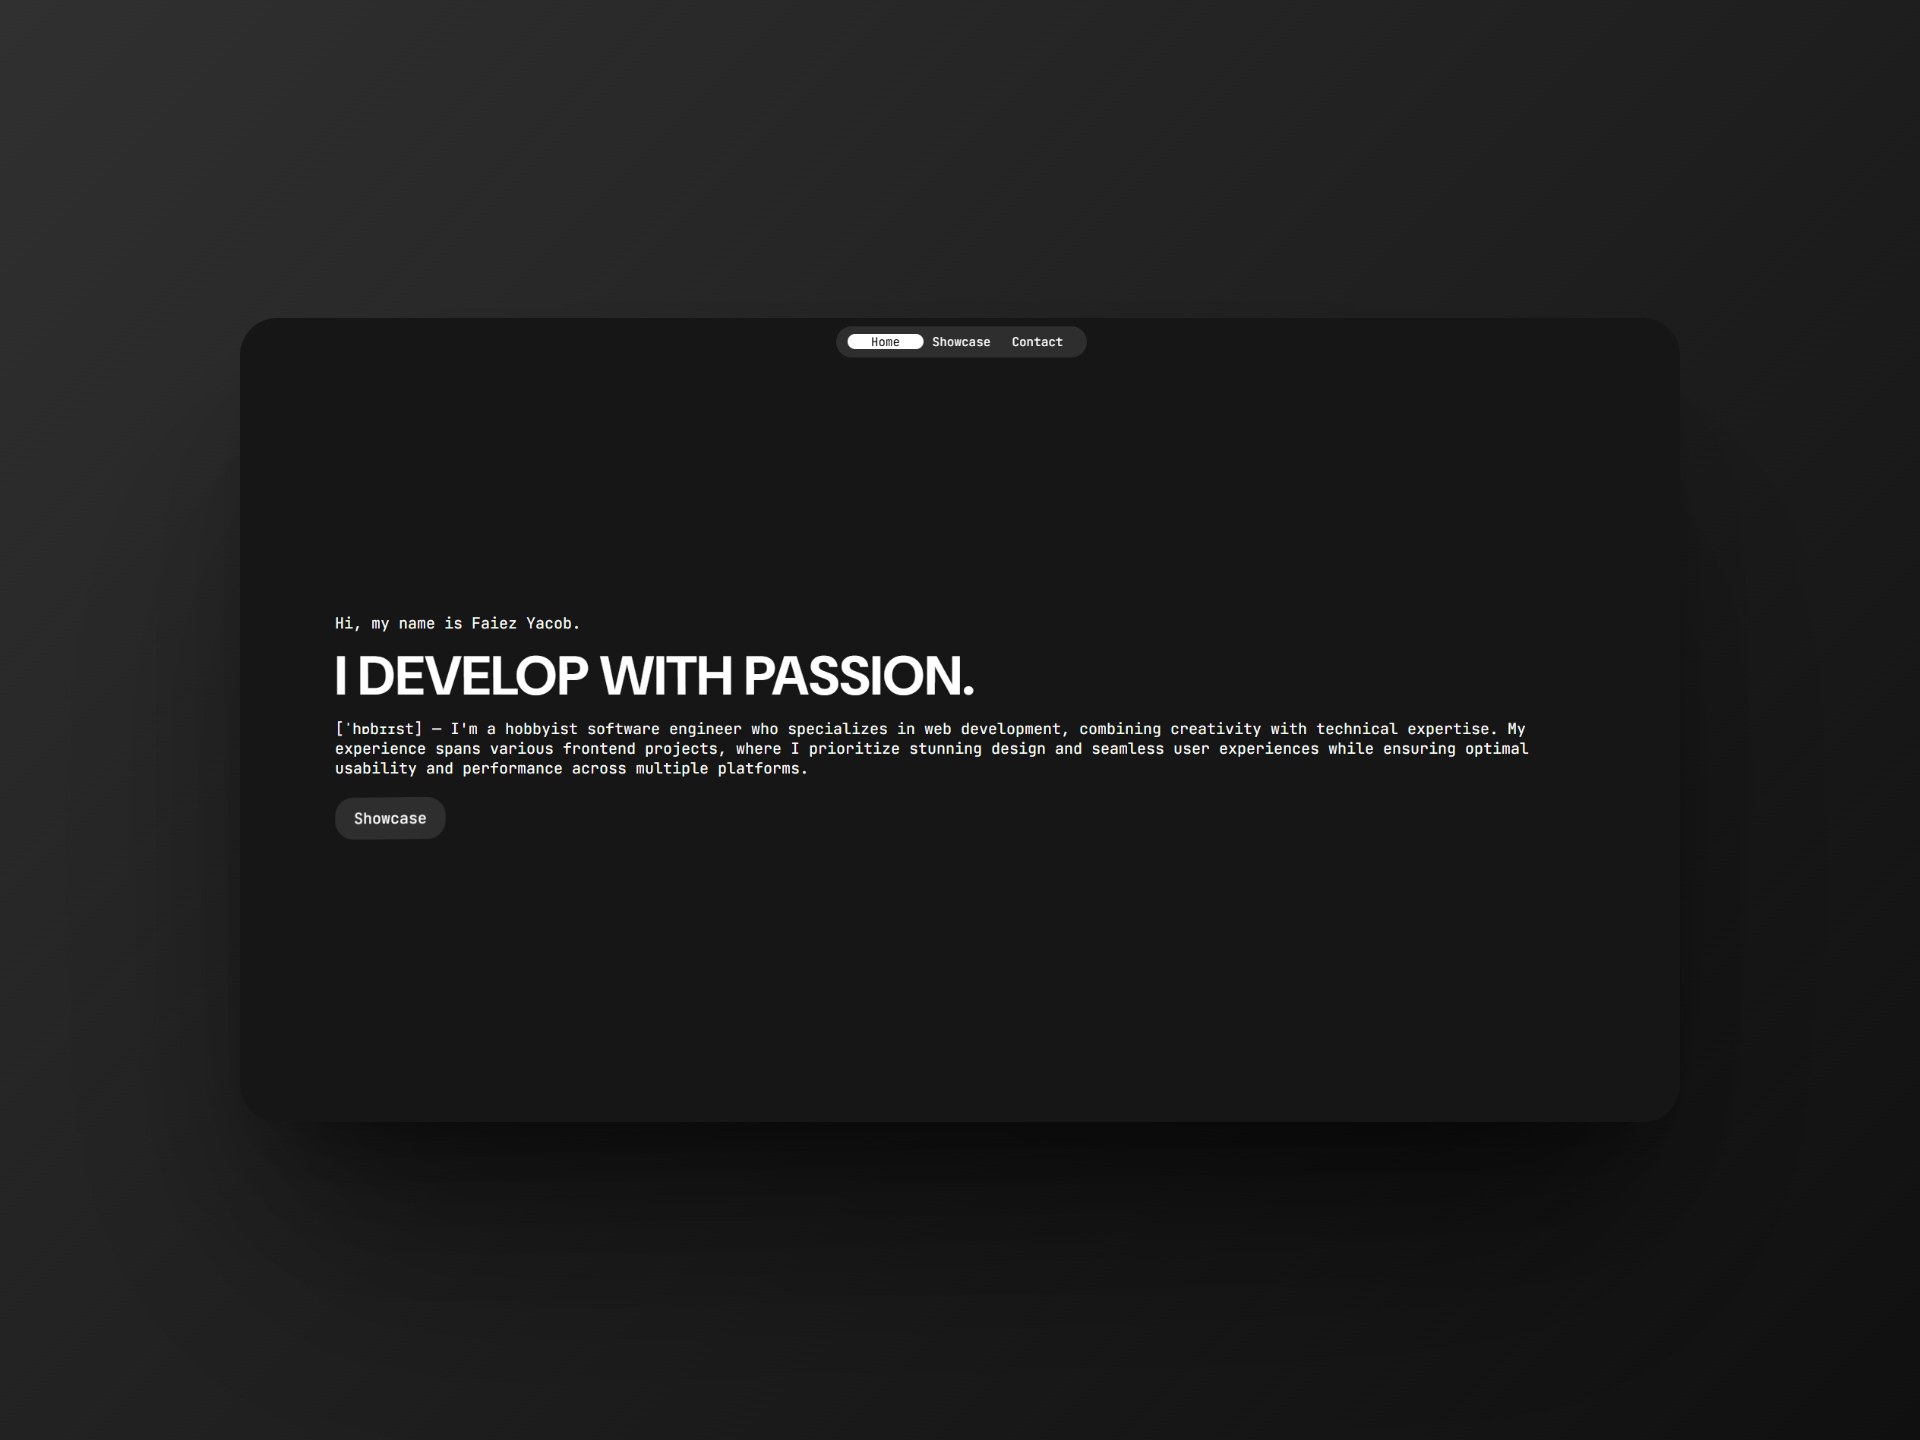 Home Showcase Contact
Hi, my name is Faiez Yacob.
I DEVELOP WITH PASSION.
[ˈhɒbɪɪst] — I'm a hobbyist software engineer who specializes in web development, combining creativity with technical expertise. My
experience spans various frontend projects, where I prioritize stunning design and seamless user experiences while ensuring optimal
usability and performance across multiple platforms.
Showcase